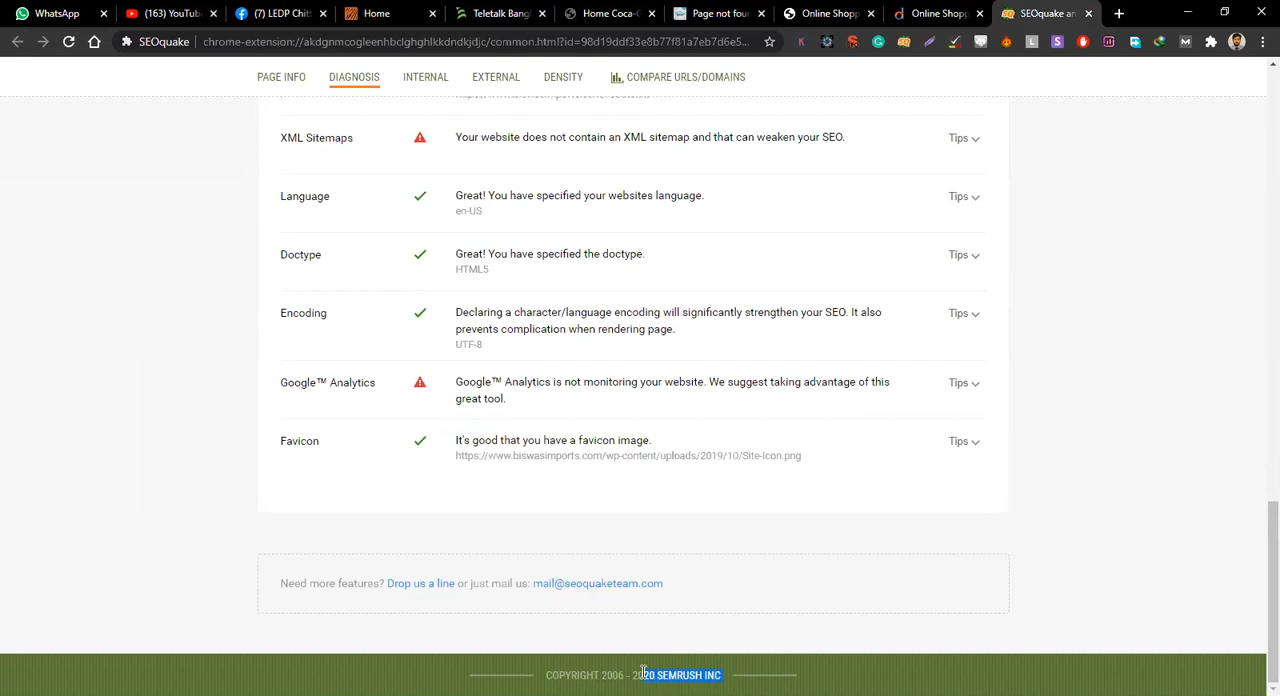 WhatsApp
(163) YouTub
(7) LEDP Chitt
Home
Teletalk Bang
Home Coca-C
Page not four
Online Shopp
Online Shopp
SEOquake an
SEOquake
chrome-extension://akdgnmcogleenhbclghghlkkdndkjdjc/common.html?id=98d19ddf33e8b77f81a7eb7d6e5...
PAGE INFO
DIAGNOSIS
INTERNAL
EXTERNAL
DENSITY
COMPARE URLS/DOMAINS
XML Sitemaps
Your website does not contain an XML sitemap and that can weaken your SEO.
Tips
Language
Great! You have specified your websites language.
Tips
en-US
Doctype
Great! You have specified the doctype.
Tips
HTML5
Encoding
Declaring a character/language encoding will significantly strengthen your SEO. It also
Tips
prevents complication when rendering page.
UTF-8
Google™ Analytics
Google™ Analytics is not monitoring your website. We suggest taking advantage of this
Tips
great tool.
Favicon
It's good that you have a favicon image.
Tips
https://www.biswasimports.com/wp-content/uploads/2019/10/Site-Icon.png
Need more features? Drop us a line or just mail us: mail@seoquaketeam.com
COPYRIGHT 2006 - 2020 SEMRUSH INC